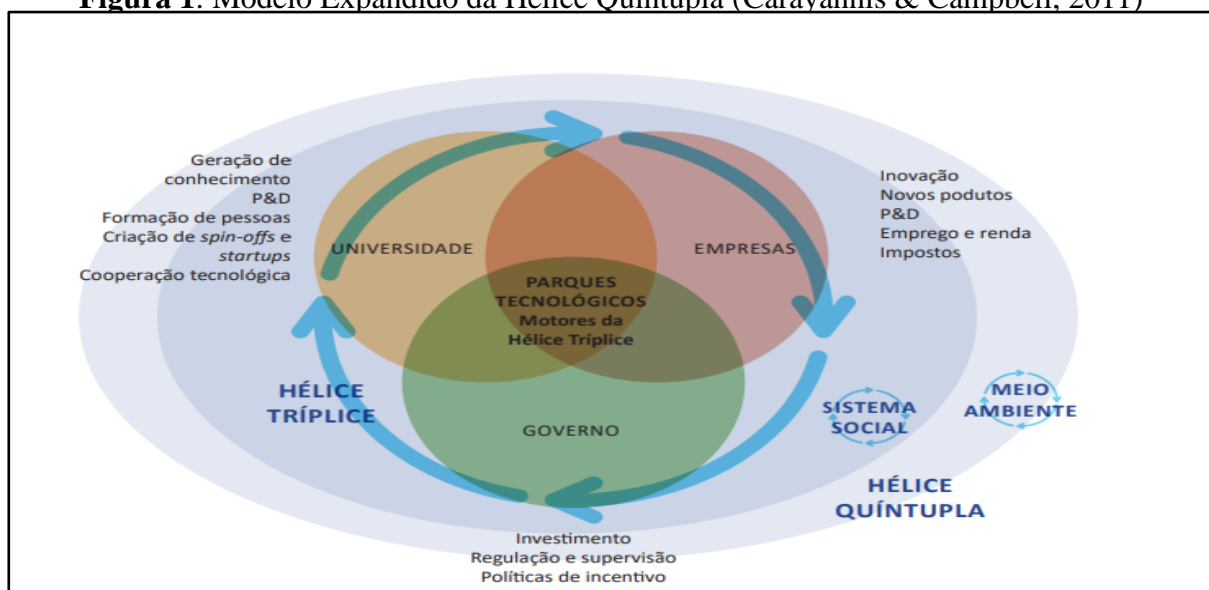 Figura 1: Modelo Expandido da Hélice Quíntupla (Carayannis & Campbell, 2011)
Geração de
conhecimento
P&D
Formação de pessoas
Criação de spin-offs e
startups
Cooperação tecnológica
UNIVERSIDADE
EMPRESAS
Inovação
Novos podutos
P&D
Emprego e renda
Impostos
PARQUES
TECNOLÓGICOS
Motores da
Hélice Tríplice
HÉLICE
TRÍPLICE
GOVERNO
SISTEMA
SOCIAL
MEIO
AMBIENTE
HÉLICE
QUÍNTUPLA
Investimento
Regulação e supervisão
Políticas de incentivo